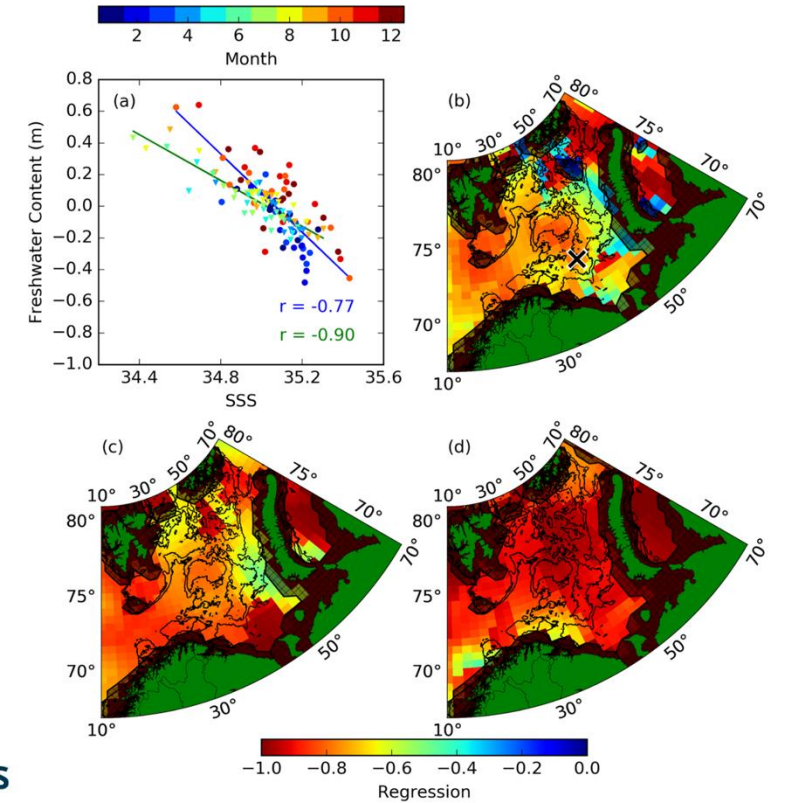 2 4 6 8 10 12
Month
(a)
0.8
0.6
0.4
0.2
0.0
−0.2
−0.4
−0.6
−0.8
−1.0
Freshwater Content (m)
r = -0.77
r = -0.90
34.4 34.8 35.2 35.6
SSS
(b)
10° 30° 50° 70° 80°
75°
70°
70°
80°
75°
70°
50°
30°
10°
(c)
10° 30° 50° 70° 80°
75°
70°
70°
80°
75°
70°
50°
30°
10°
(d)
10° 30° 50° 70° 80°
75°
70°
70°
80°
75°
70°
50°
30°
10°
−1.0 −0.8 −0.6 −0.4 −0.2 0.0
Regression
s